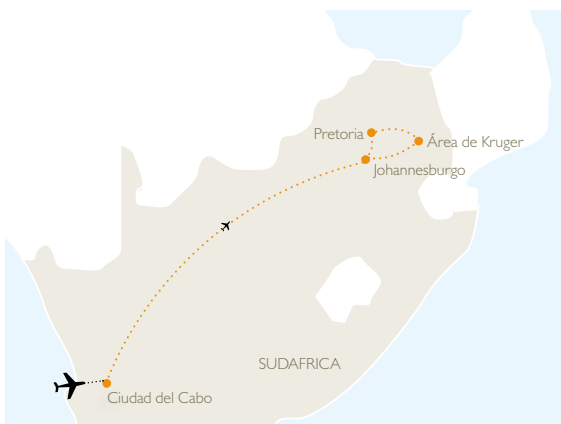 Pretoria
Área de Kruger
Johannesburgo
SUDAFRICA
Ciudad del Cabo